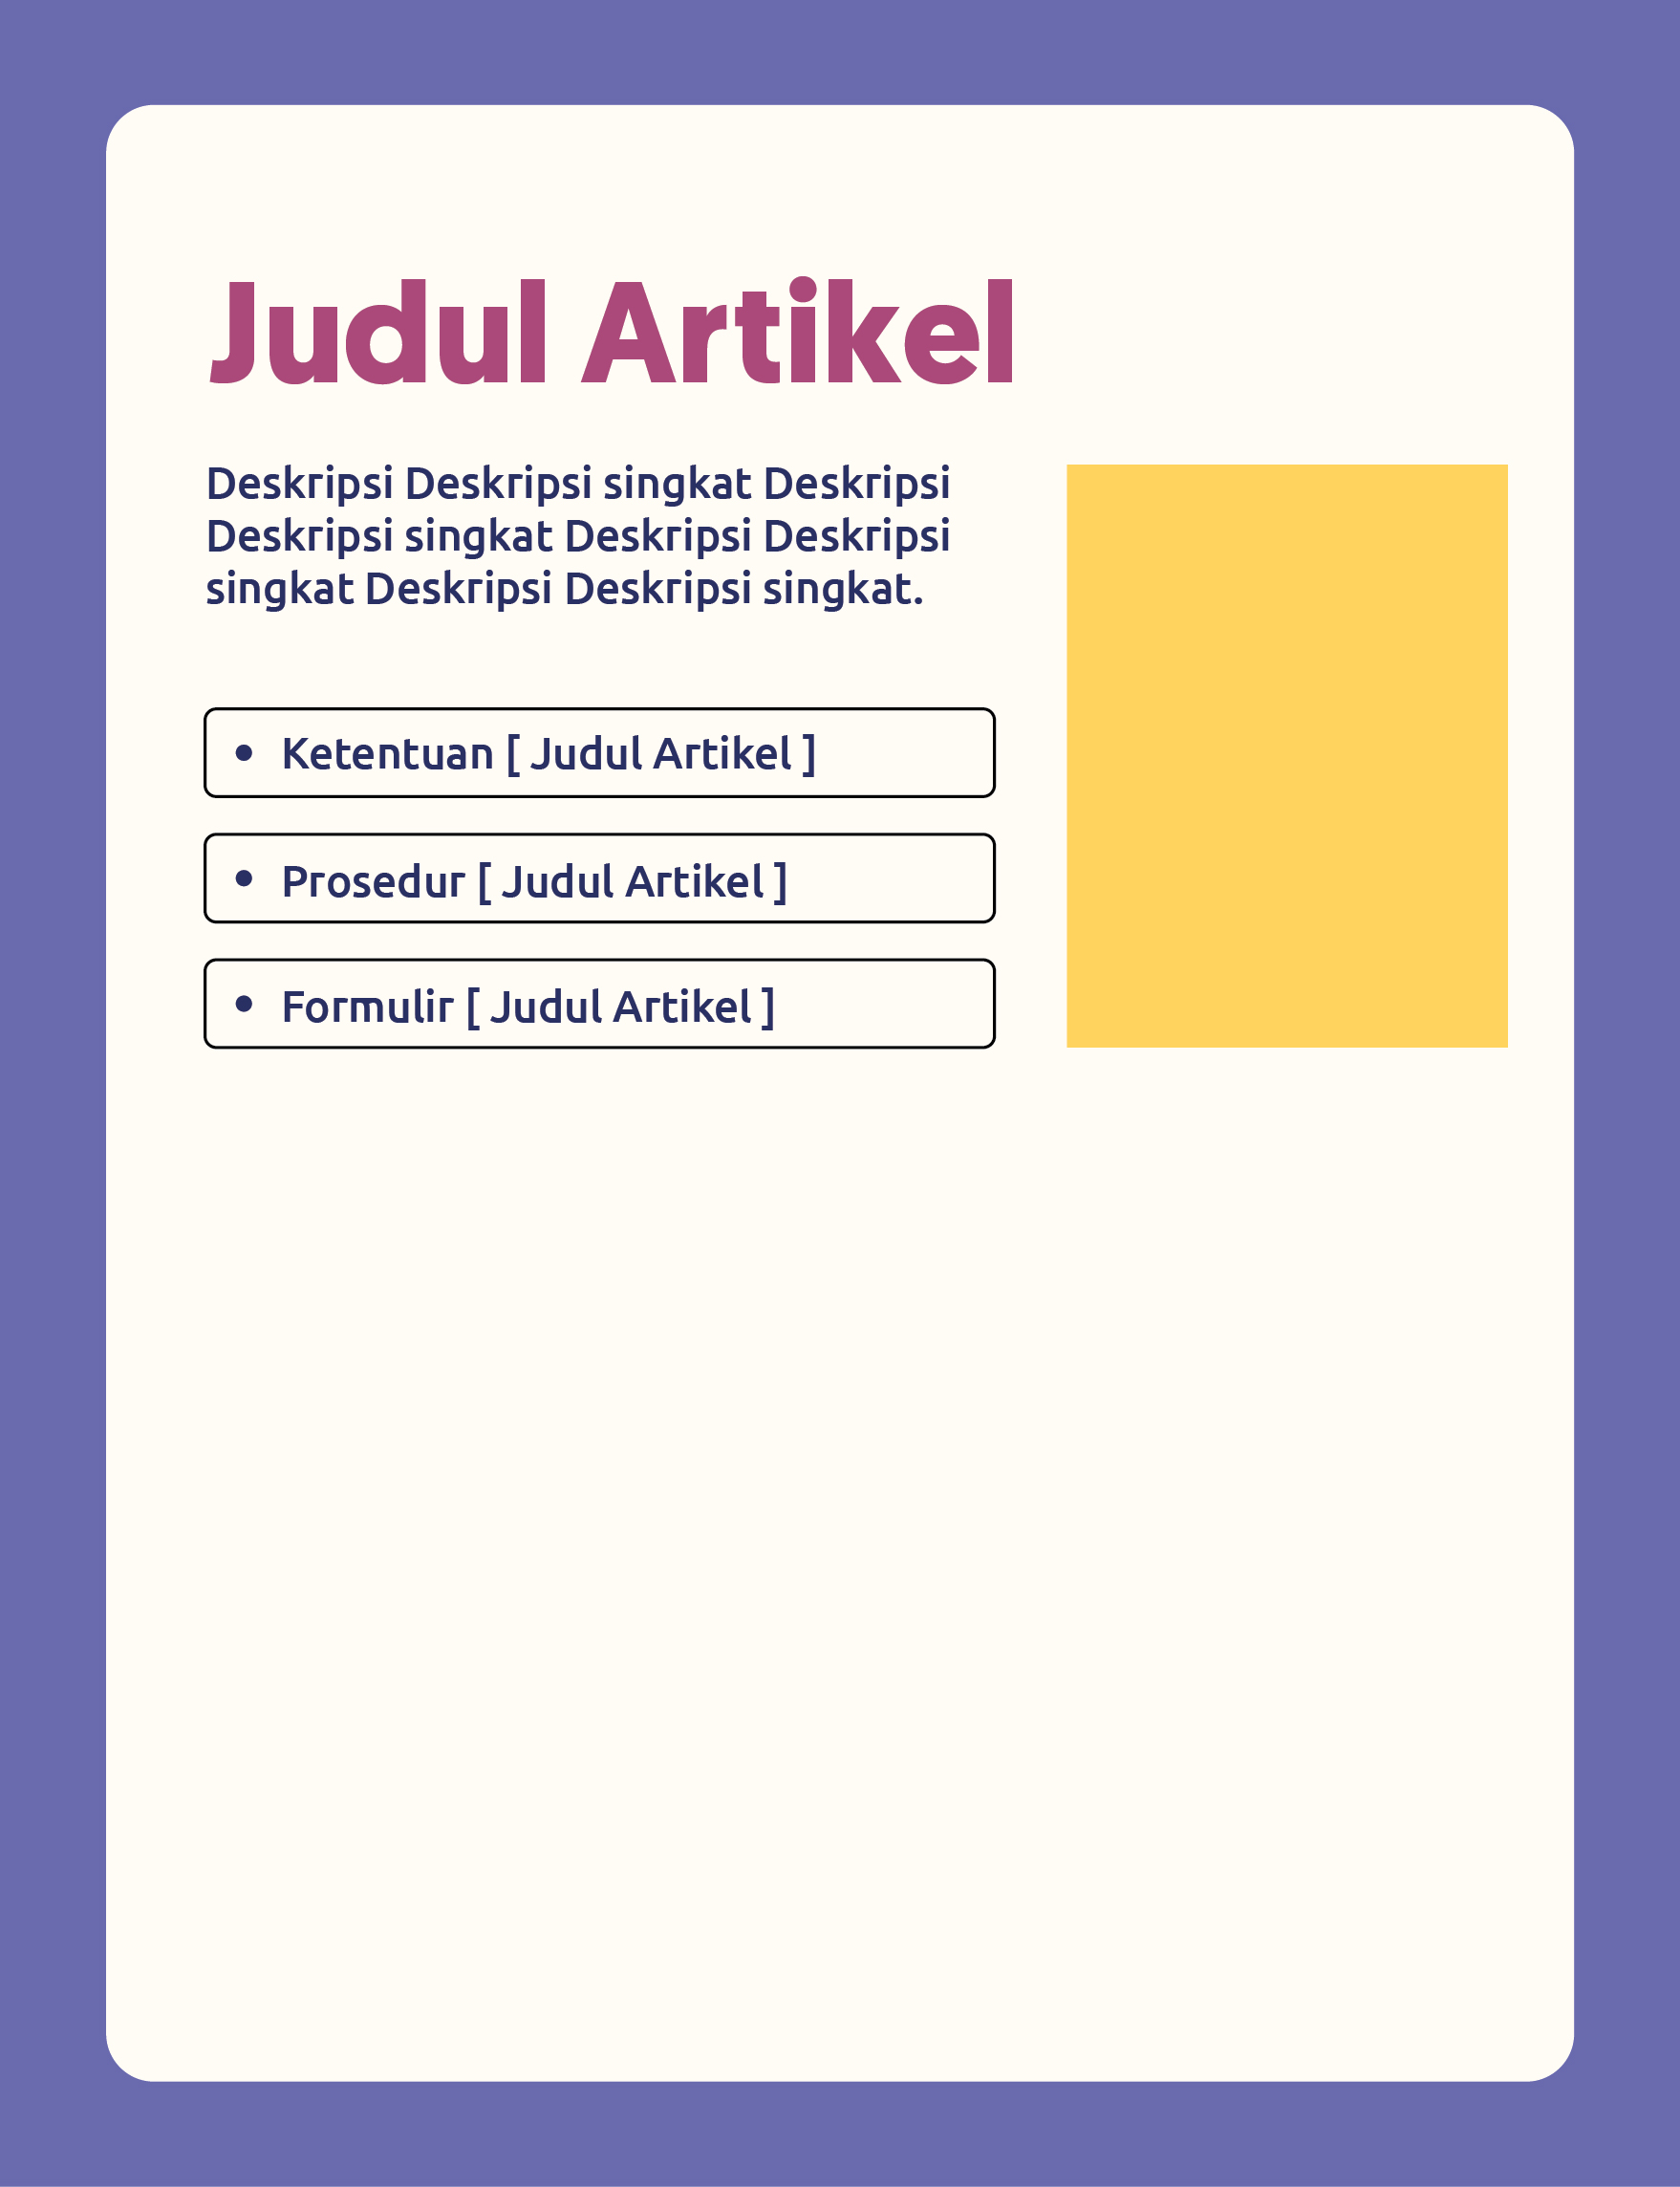 Judul Artikel
Deskripsi Deskripsi singkat Deskripsi
Deskripsi singkat Deskripsi Deskripsi
singkat Deskripsi Deskripsi singkat.
• Ketentuan [ Judul Artikel ]
• Prosedur [ Judul Artikel ]
• Formulir [ Judul Artikel ]